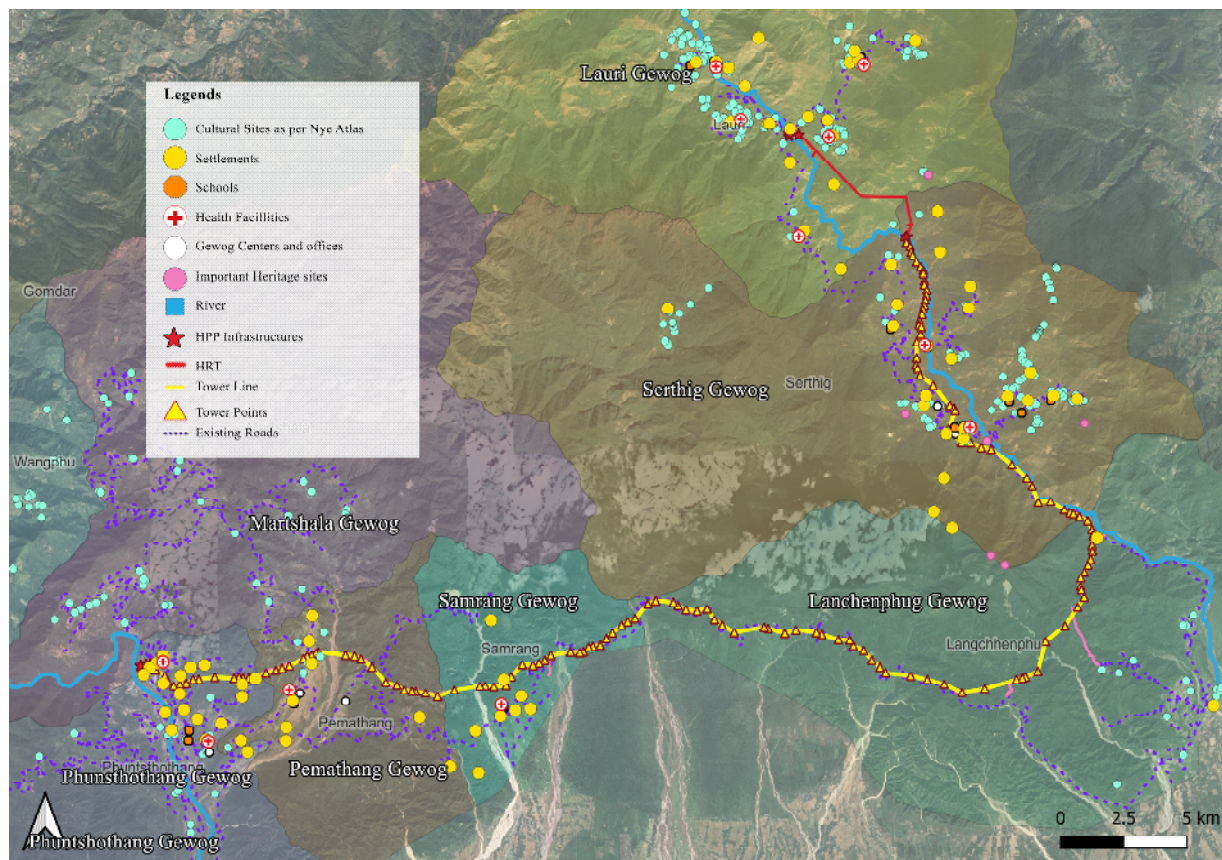 Lauri Gewog
Legends
Cultural Sites as per Nye Atlas
Settlements
Schools
Health Facillities
Gewog Centers and offices
Important Heritage sites
River
HPP Infrastructures
HRT
Tower Line
Tower Points
Existing Roads
Lauri
Gomdar
Serthig Gewog
Serthig
Wangphu
Martshala Gewog
Samrang Gewog
Lanchenphug Gewog
Samrang
Langchhenphu
Pemathang
Phuntshothang
Phunsthothang Gewog
Pemathang Gewog
0 2.5 5 km
Phuntshothang Gewog